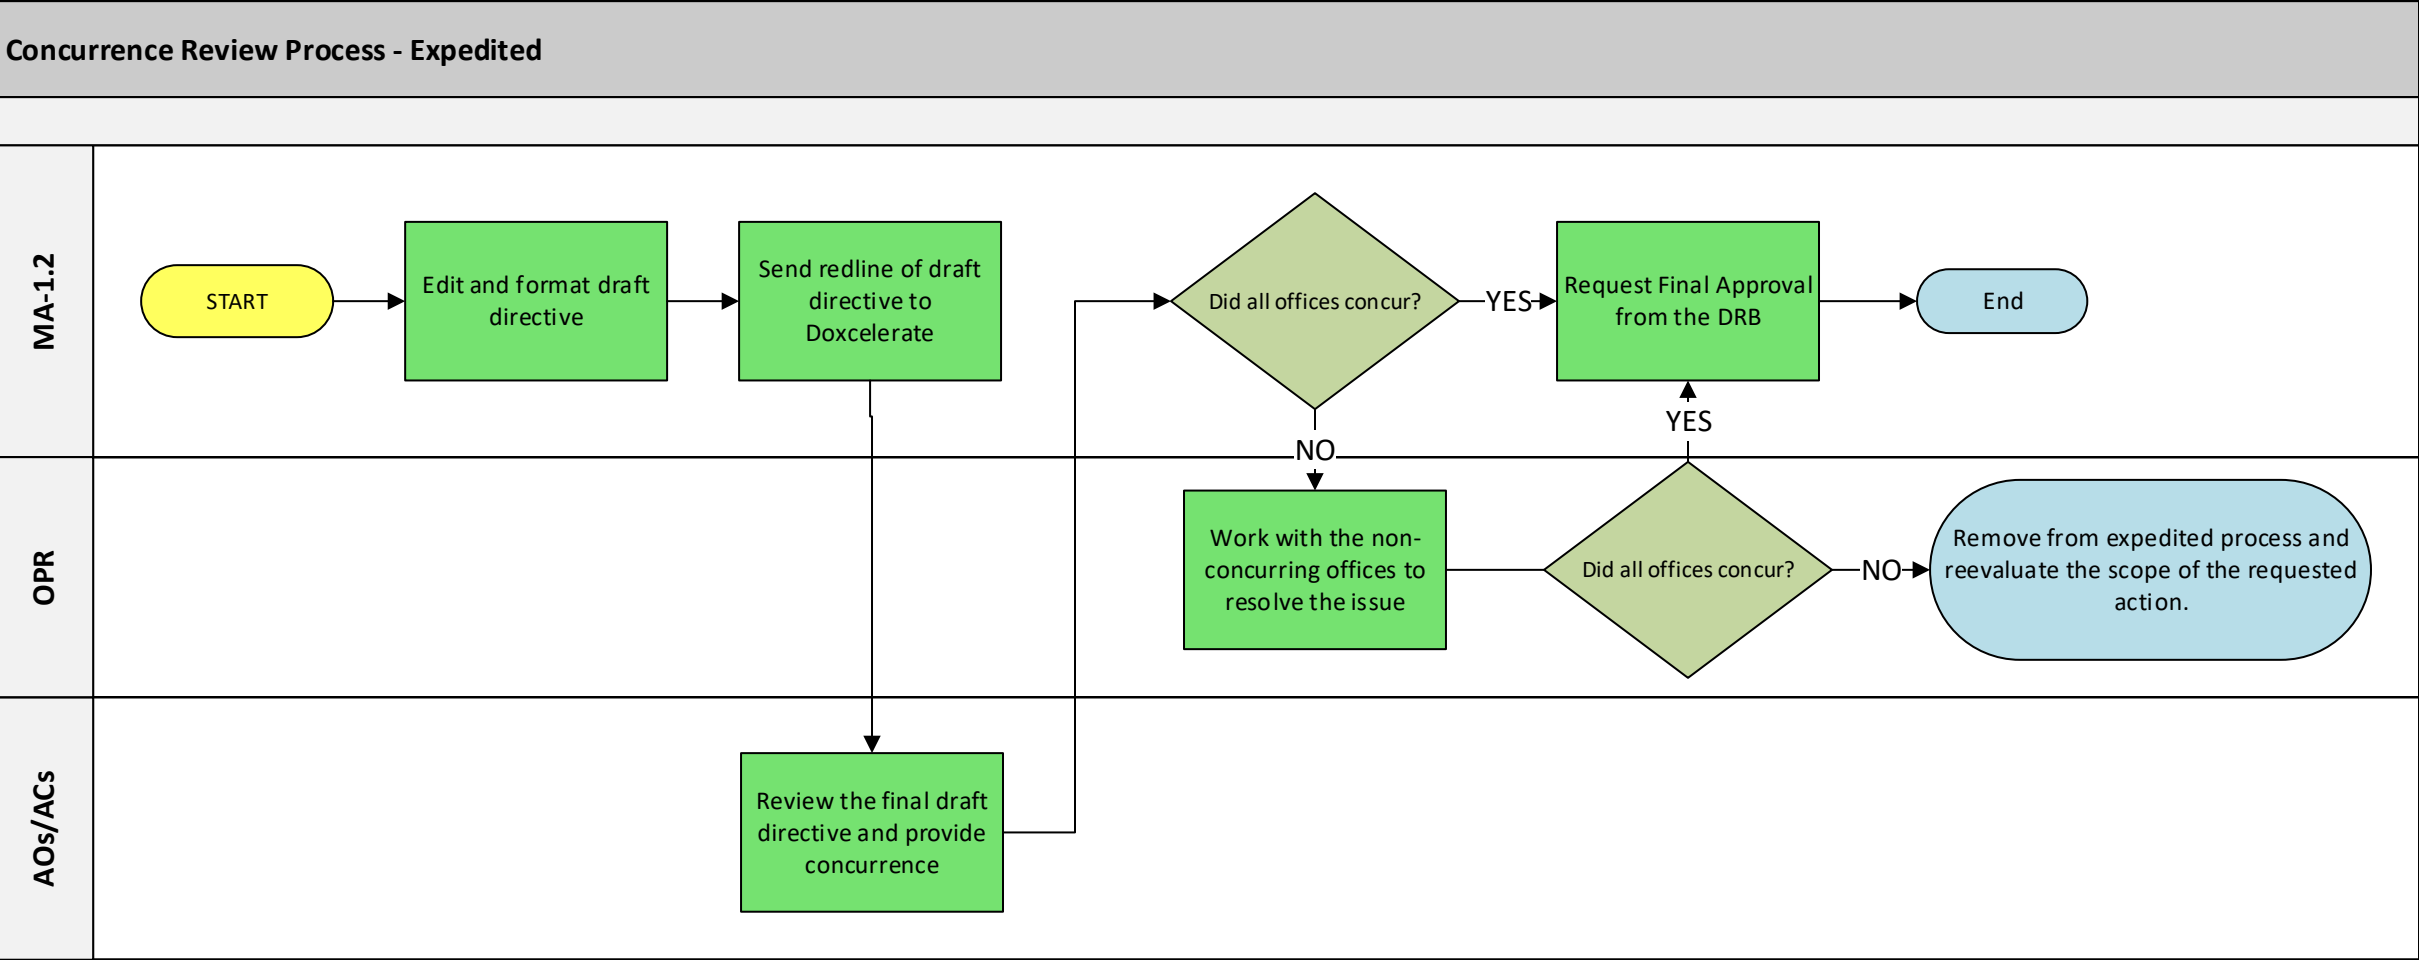 Concurrence Review Process - Expedited
MA-1.2
START
Edit and format draft
directive
Send redline of draft
directive to
Doxcelerate
Did all offices concur?
YES
Request Final Approval
from the DRB
End
NO
YES
OPR
Work with the non-
concurring offices to
resolve the issue
Did all offices concur?
NO
Remove from expedited process and
reevaluate the scope of the requested
action.
AOs/ACs
Review the final draft
directive and provide
concurrence